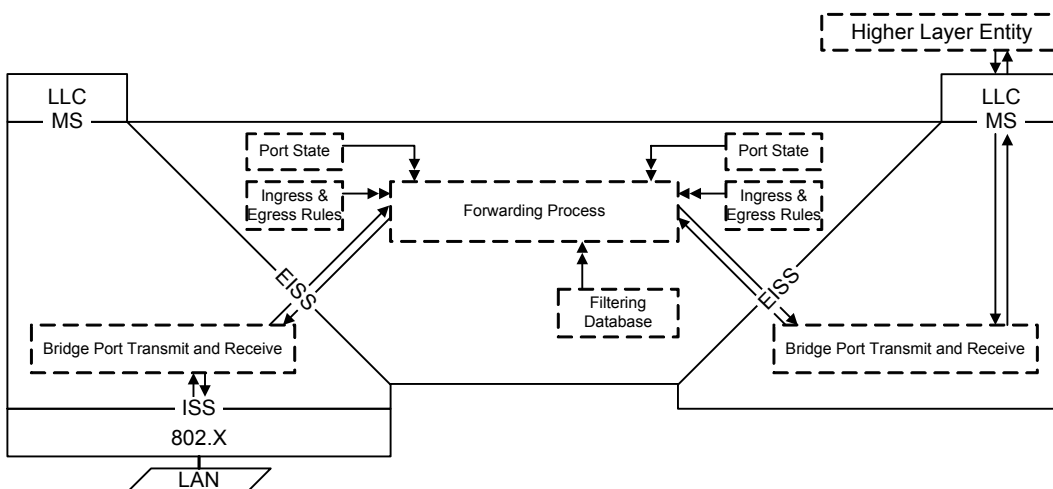 Higher Layer Entity
LLC
MS
LLC
MS
Port State
Port State
Ingress &
Egress Rules
Forwarding Process
Ingress &
Egress Rules
EISS
EISS
Filtering
Database
Bridge Port Transmit and Receive
Bridge Port Transmit and Receive
ISS
802.X
LAN